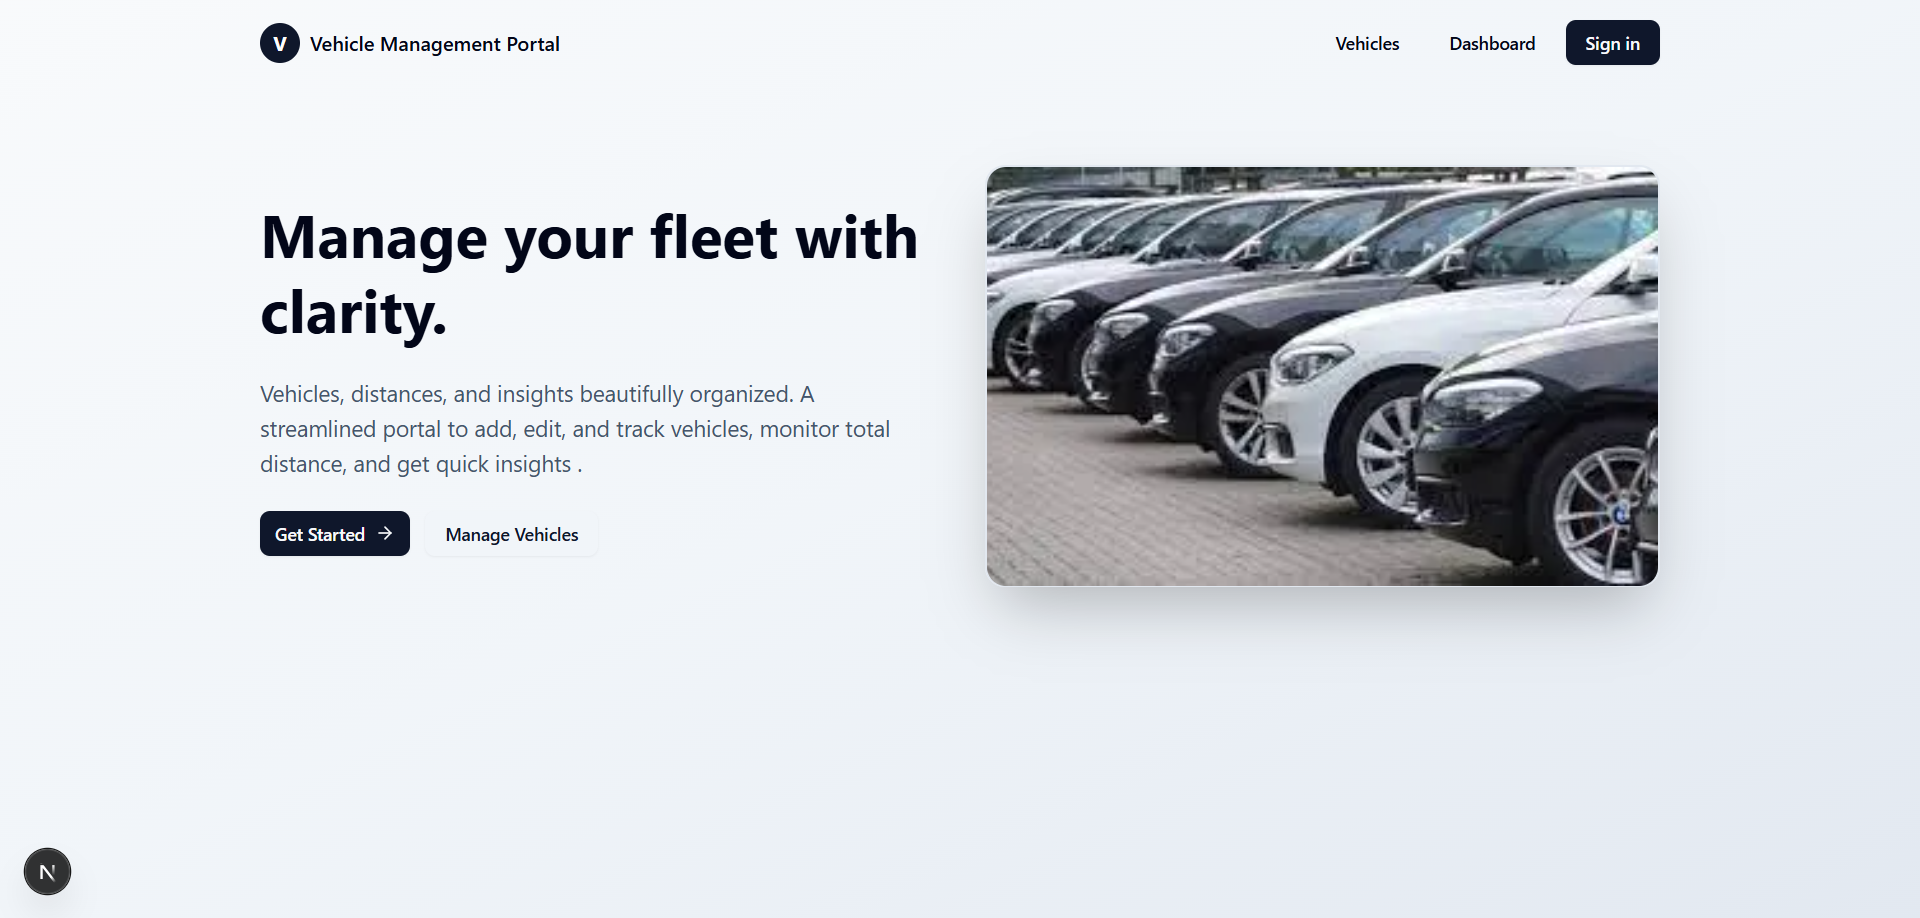 V Vehicle Management Portal
Vehicles Dashboard Sign in
Manage your fleet with
clarity.
Vehicles, distances, and insights beautifully organized. A
streamlined portal to add, edit, and track vehicles, monitor total
distance, and get quick insights .
Get Started → Manage Vehicles
N